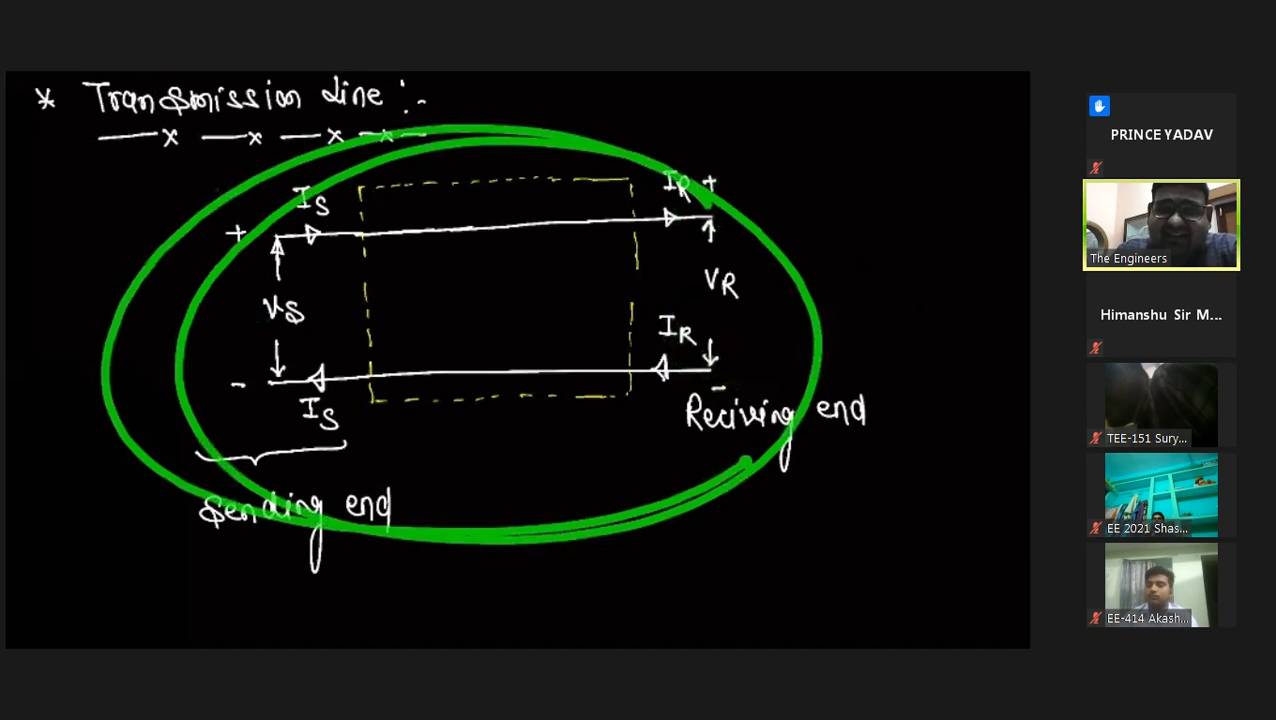 * Transmission Line :-
IS
IR +
+
VS
VR
IR
-
-
IS
Reciving end
Sending end
PRINCE YADAV
The Engineers
Himanshu Sir M...
TEE-151 Sury...
EE 2021 Shas...
EE-414 Akash...